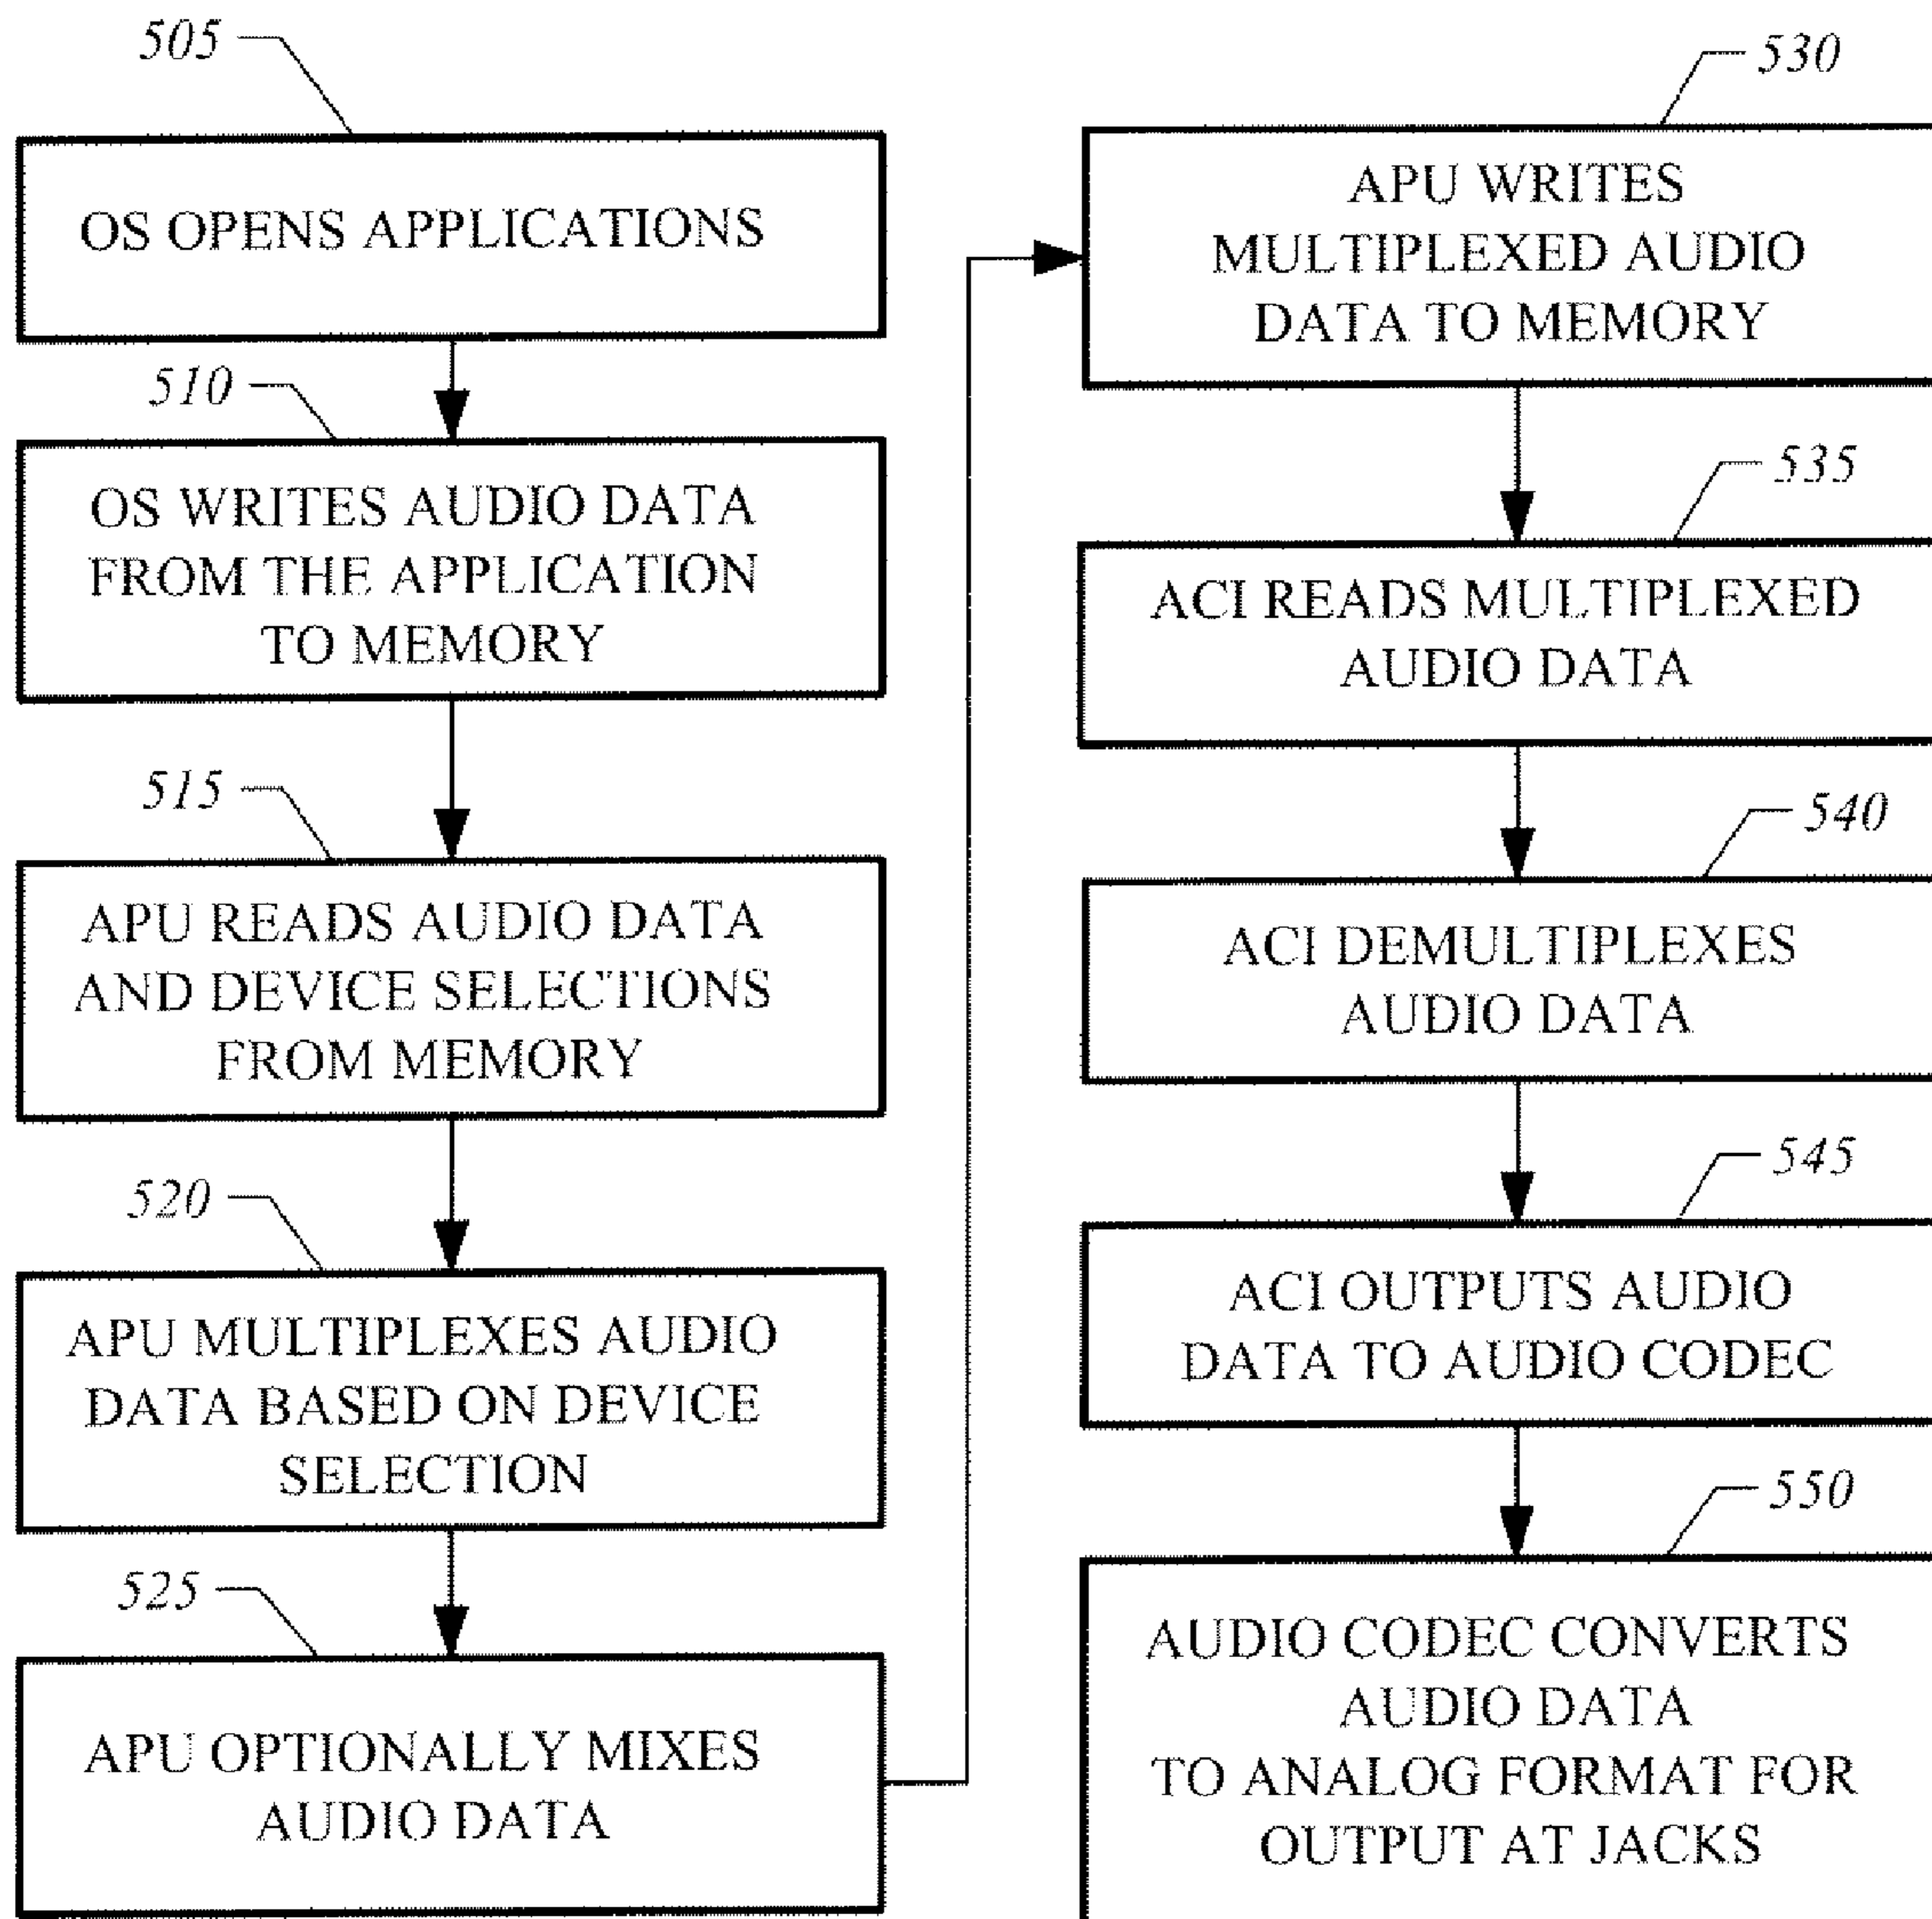 505
OS OPENS APPLICATIONS
510
OS WRITES AUDIO DATA
FROM THE APPLICATION
TO MEMORY
515
APU READS AUDIO DATA
AND DEVICE SELECTIONS
FROM MEMORY
520
APU MULTIPLEXES AUDIO
DATA BASED ON DEVICE
SELECTION
525
APU OPTIONALLY MIXES
AUDIO DATA
530
APU WRITES
MULTIPLEXED AUDIO
DATA TO MEMORY
535
ACI READS MULTIPLEXED
AUDIO DATA
540
ACI DEMULTIPLEXES
AUDIO DATA
545
ACI OUTPUTS AUDIO
DATA TO AUDIO CODEC
550
AUDIO CODEC CONVERTS
AUDIO DATA
TO ANALOG FORMAT FOR
OUTPUT AT JACKS